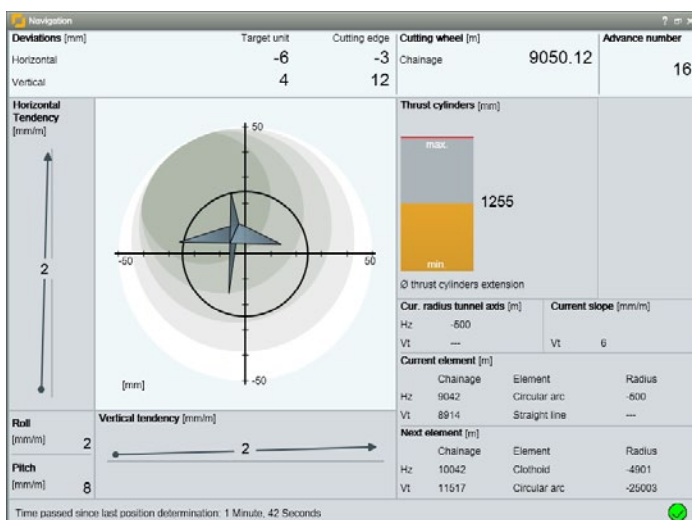 Navigation
Deviations [mm] Target unit Cutting edge
Horizontal -6 -3
Vertical 4 12
Cutting wheel [m]
Chainage 9050.12
Advance number
16
Horizontal
Tendency
[mm/m]
2
50
-50 50
-50
[mm]
Thrust cylinders [mm]
max.
1255
min
Ø thrust cylinders extension
Cur. radius tunnel axis [m] Current slope [mm/m]
Hz -500
Vt --- Vt 6
Current element [m]
Chainage Element Radius
Hz 9042 Circular arc -500
Vt 8914 Straight line ---
Next element [m]
Chainage Element Radius
Hz 10042 Clothoid -4901
Vt 11517 Circular arc -25003
Roll
[mm/m] 2
Pitch
[mm/m] 8
Vertical tendency [mm/m]
2
Time passed since last position determination: 1 Minute, 42 Seconds